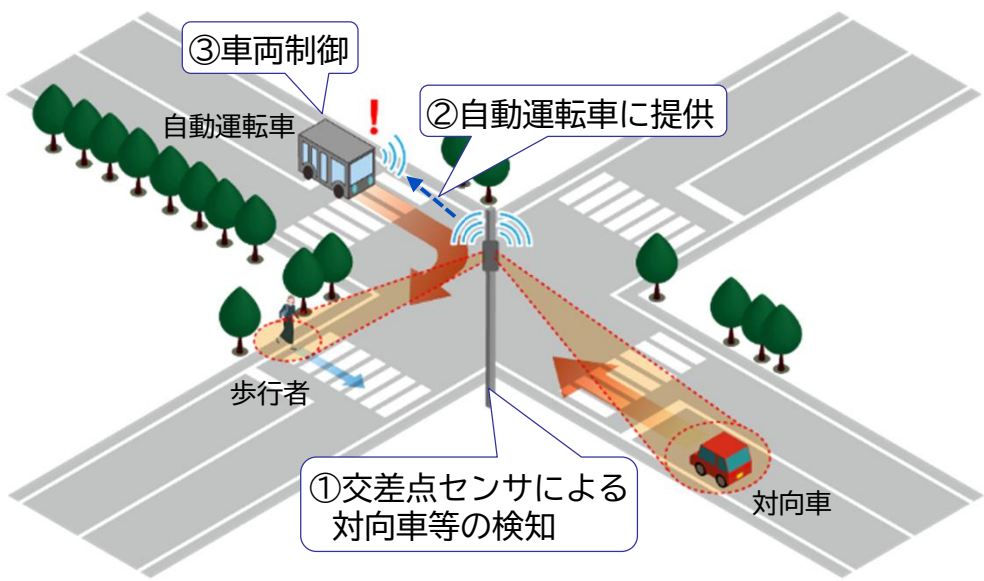 ③車両制御
自動運転車
!
②自動運転車に提供
歩行者
①交差点センサによる
対向車等の検知
対向車